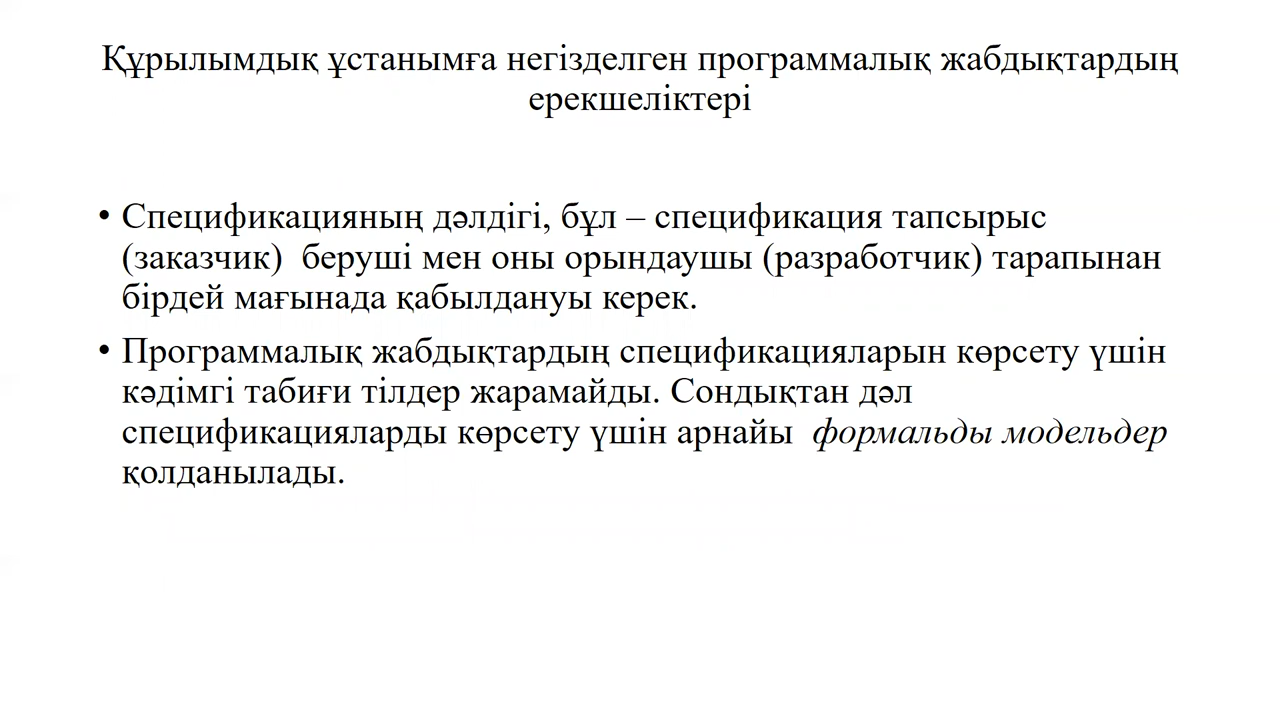 Құрылымдық ұстанымға негізделген программалық жабдықтардың
ерекшеліктері
• Спецификацияның дәлдігі, бұл – спецификация тапсырыс
(заказчик) беруші мен оны орындаушы (разработчик) тарапынан
бірдей мағынада қабылдануы керек.
• Программалық жабдықтардың спецификацияларын көрсету үшін
кәдімгі табиғи тілдер жарамайды. Сондықтан дәл
спецификацияларды көрсету үшін арнайы формальды модельдер
қолданылады.